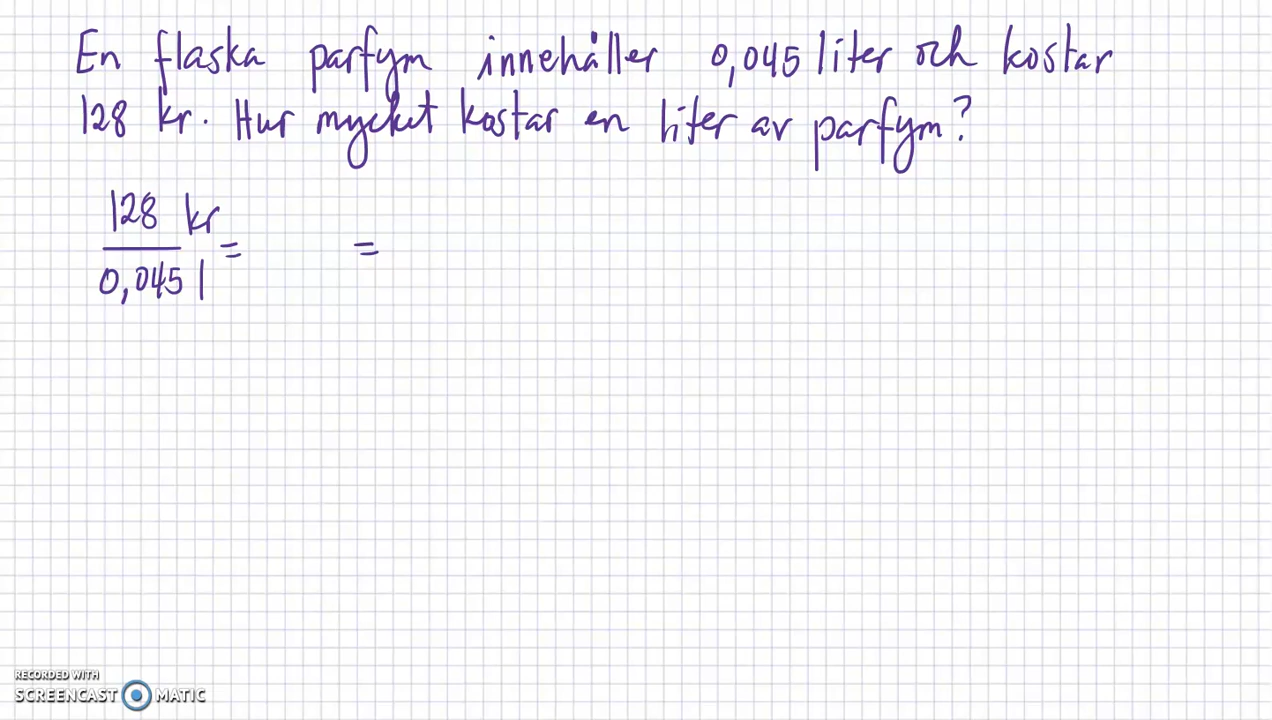 En flaska parfym innehåller 0,045 liter och kostar
128 kr. Hur mycket kostar en liter av parfym?
128 kr
= =
0,045 l
RECORDED WITH
SCREENCAST MATIC